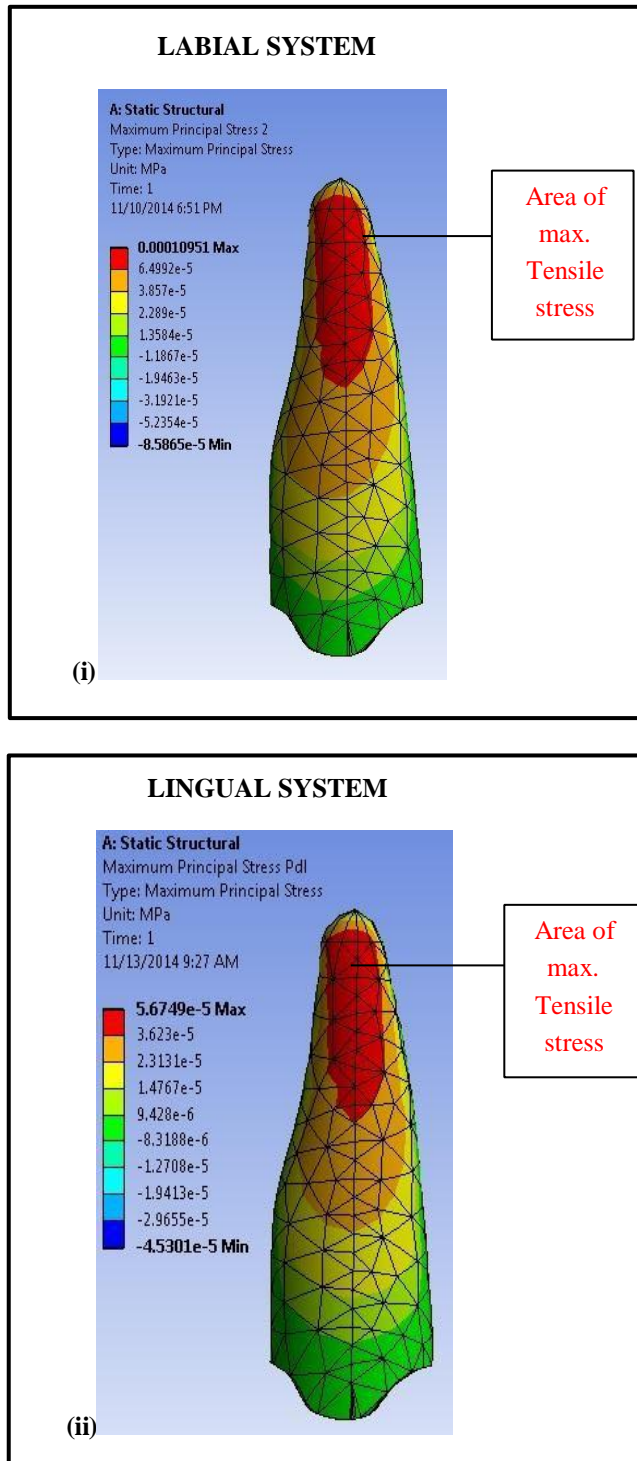 LABIAL SYSTEM
A: Static Structural
Maximum Principal Stress 2
Type: Maximum Principal Stress
Unit: MPa
Time: 1
11/10/2014 6:51 PM
0.00010951 Max
6.4992e-5
3.857e-5
2.289e-5
1.3584e-5
-1.1867e-5
-1.9463e-5
-3.1921e-5
-5.2354e-5
-8.5865e-5 Min
Area of
max.
Tensile
stress
(i)
LINGUAL SYSTEM
A: Static Structural
Maximum Principal Stress Pdl
Type: Maximum Principal Stress
Unit: MPa
Time: 1
11/13/2014 9:27 AM
5.6749e-5 Max
3.623e-5
2.3131e-5
1.4767e-5
9.428e-6
-8.3188e-6
-1.2708e-5
-1.9413e-5
-2.9655e-5
-4.5301e-5 Min
Area of
max.
Tensile
stress
(ii)